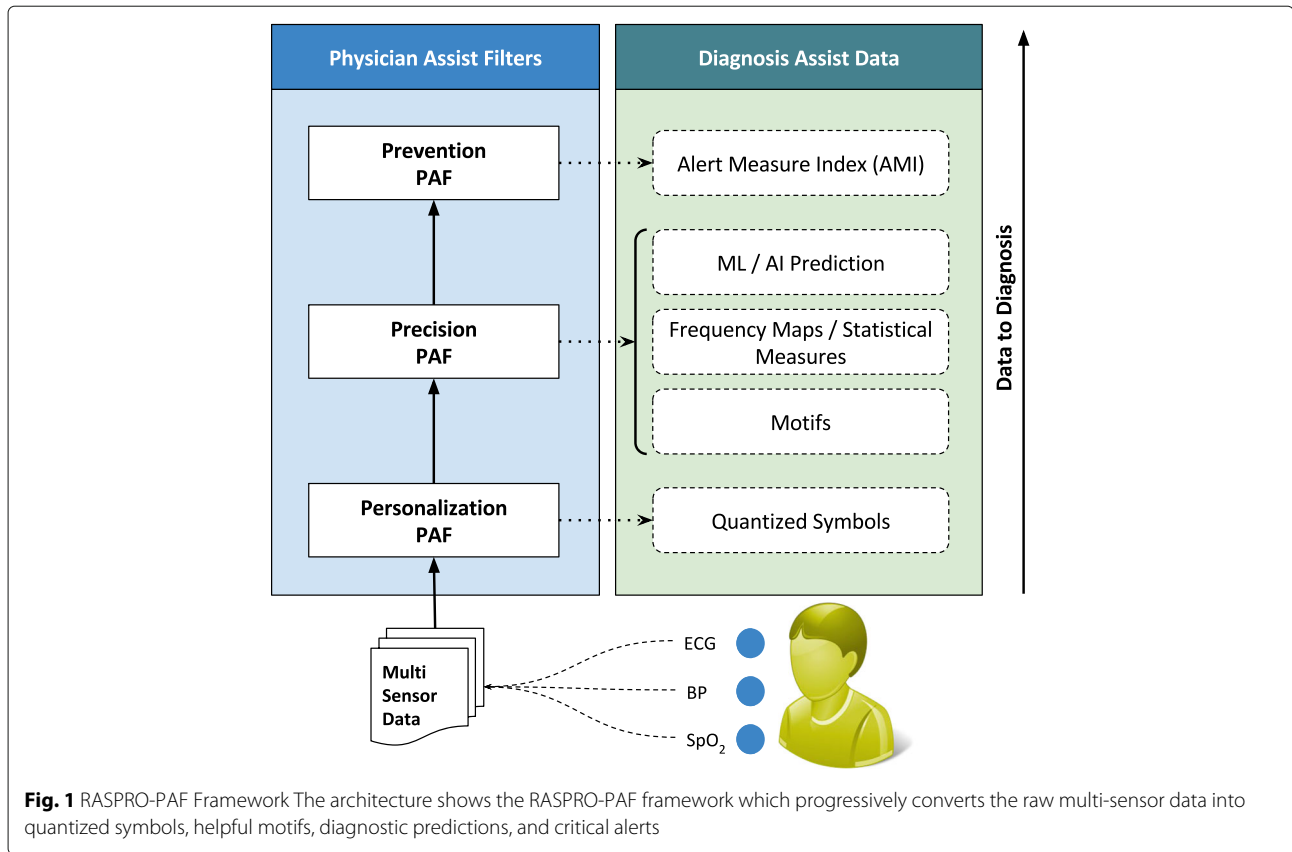 Physician Assist Filters
Diagnosis Assist Data
Prevention
PAF
Alert Measure Index (AMI)
ML / AI Prediction
Precision
PAF
Frequency Maps / Statistical
Measures
Motifs
Personalization
PAF
Quantized Symbols
Data to Diagnosis
Multi
Sensor
Data
ECG
BP
SpO₂
Fig. 1 RASPRO-PAF Framework The architecture shows the RASPRO-PAF framework which progressively converts the raw multi-sensor data into
quantized symbols, helpful motifs, diagnostic predictions, and critical alerts